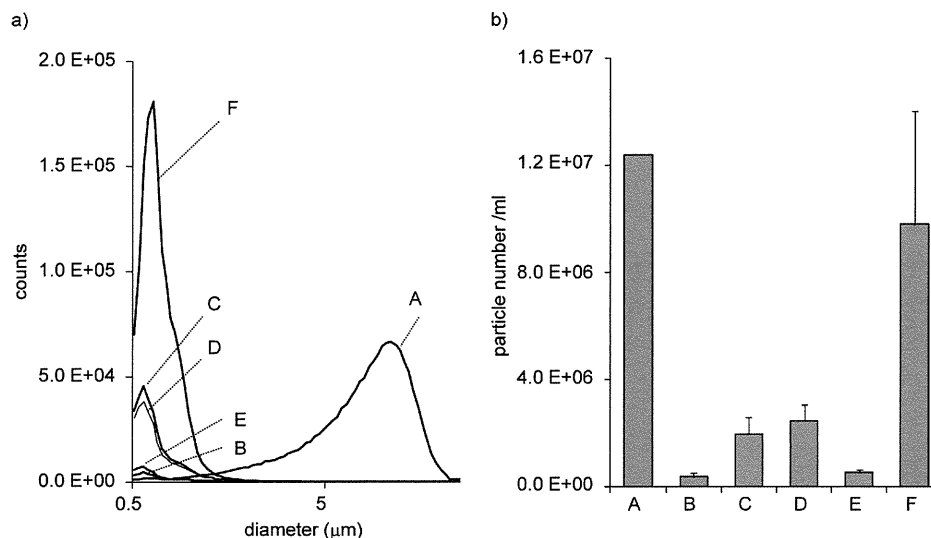 a)
2.0 E+05
1.5 E+05
1.0 E+05
5.0 E+04
0.0 E+00
counts
F
C
D
E
B
A
0.5
5
diameter (μm)
b)
1.6 E+07
1.2 E+07
8.0 E+06
4.0 E+06
0.0 E+00
particle number /ml
A
B
C
D
E
F